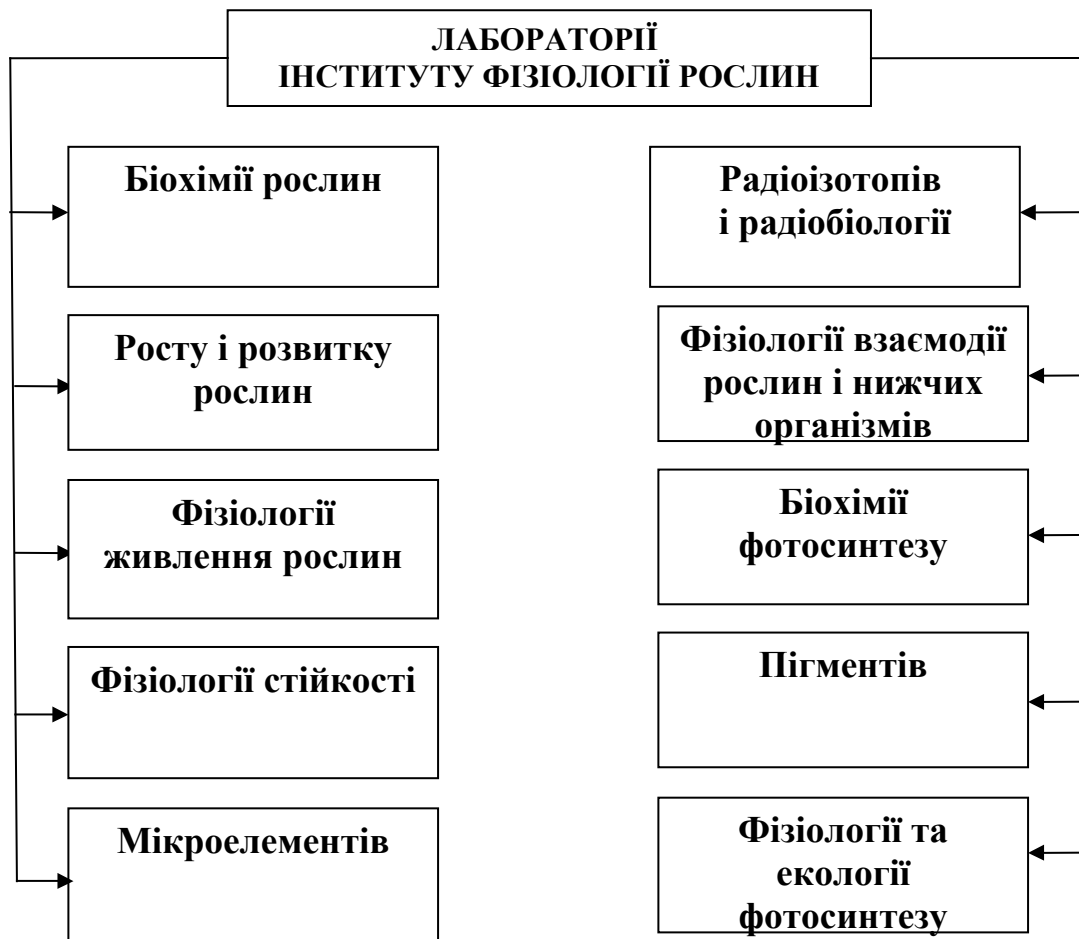 ЛАБОРАТОРІЇ
ІНСТИТУТУ ФІЗІОЛОГІЇ РОСЛИН
Біохімії рослин
Росту і розвитку
рослин
Фізіології
живлення рослин
Фізіології стійкості
Мікроелементів
Радіоізотопів
і радіобіології
Фізіології взаємодії
рослин і нижчих
організмів
Біохімії
фотосинтезу
Пігментів
Фізіології та
екології
фотосинтезу